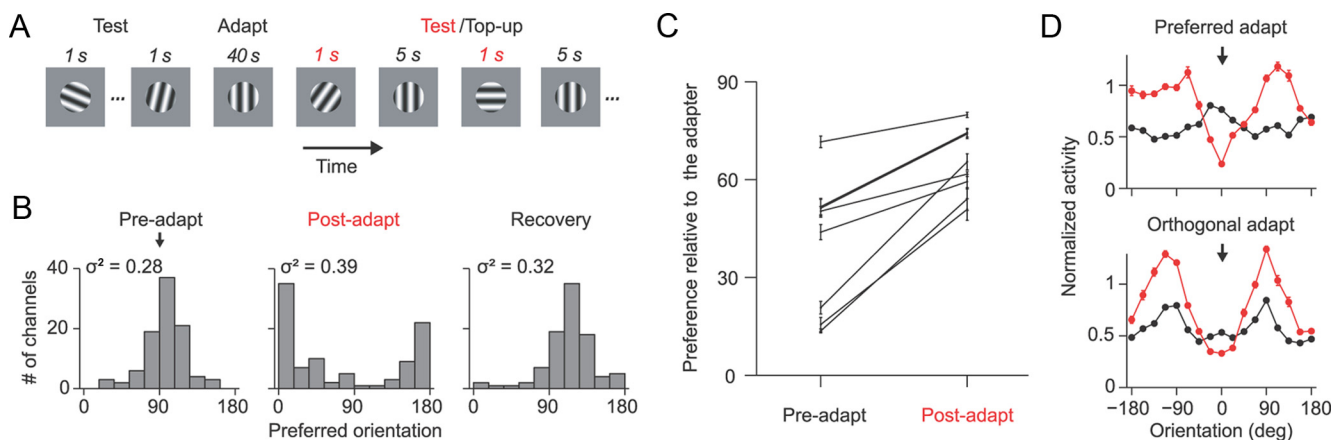 A
Test Adapt Test/Top-up
1 s 1 s 40 s 1 s 5 s 1 s 5 s
... ...
Time
B
Pre-adapt Post-adapt Recovery
σ² = 0.28 σ² = 0.39 σ² = 0.32
# of channels
40
20
0
0 90 180 0 90 180 0 90 180
Preferred orientation
C
Preference relative to the adapter
90
60
30
0
Pre-adapt Post-adapt
D
Preferred adapt
Normalized activity
1
0.5
1
Orthogonal adapt
1
0.5
1
−180 −90 0 90 180
Orientation (deg)